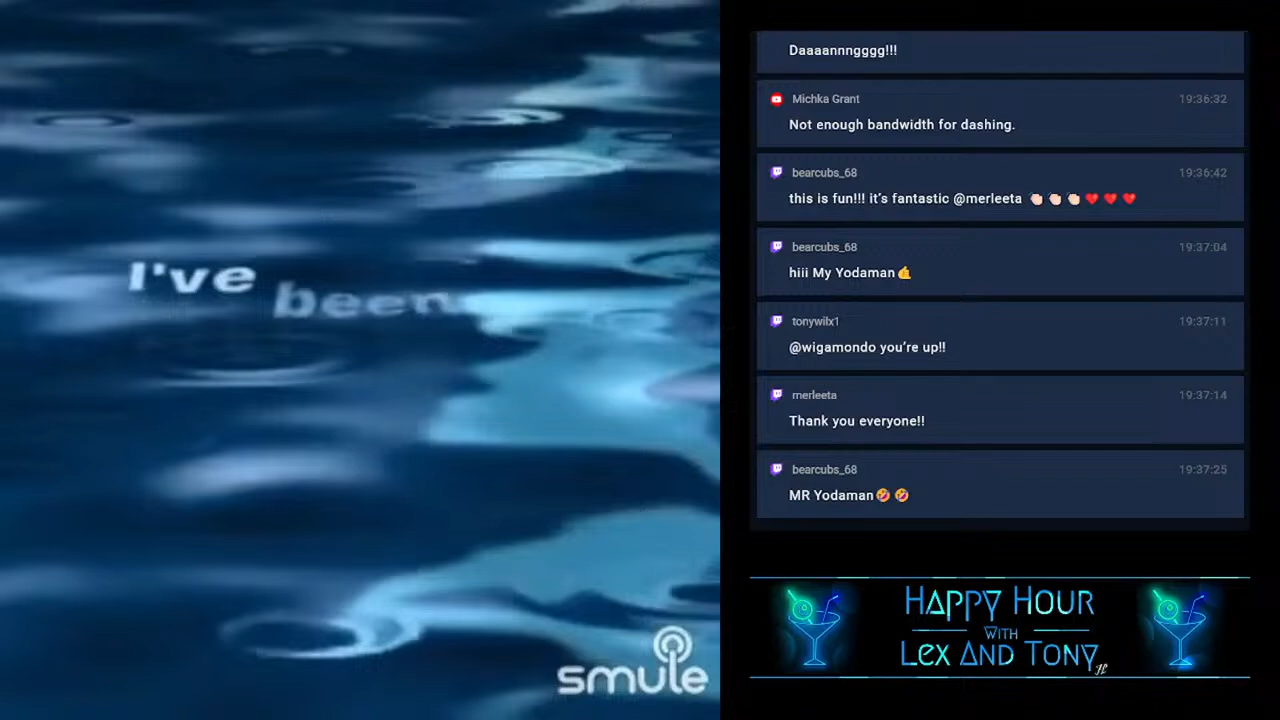 I've been
smule
Daaaannngggg!!!
Michka Grant 19:36:32
Not enough bandwidth for dashing.
bearcubs_68 19:36:42
this is fun!!! it's fantastic @merleeta 👏🏻👏🏻👏🏻❤️❤️❤️
bearcubs_68 19:37:04
hiii My Yodaman🤙
tonywilx1 19:37:11
@wigamondo you're up!!
merleeta 19:37:14
Thank you everyone!!
bearcubs_68 19:37:25
MR Yodaman🤣🤣
Happy Hour
with
Lex And Tony